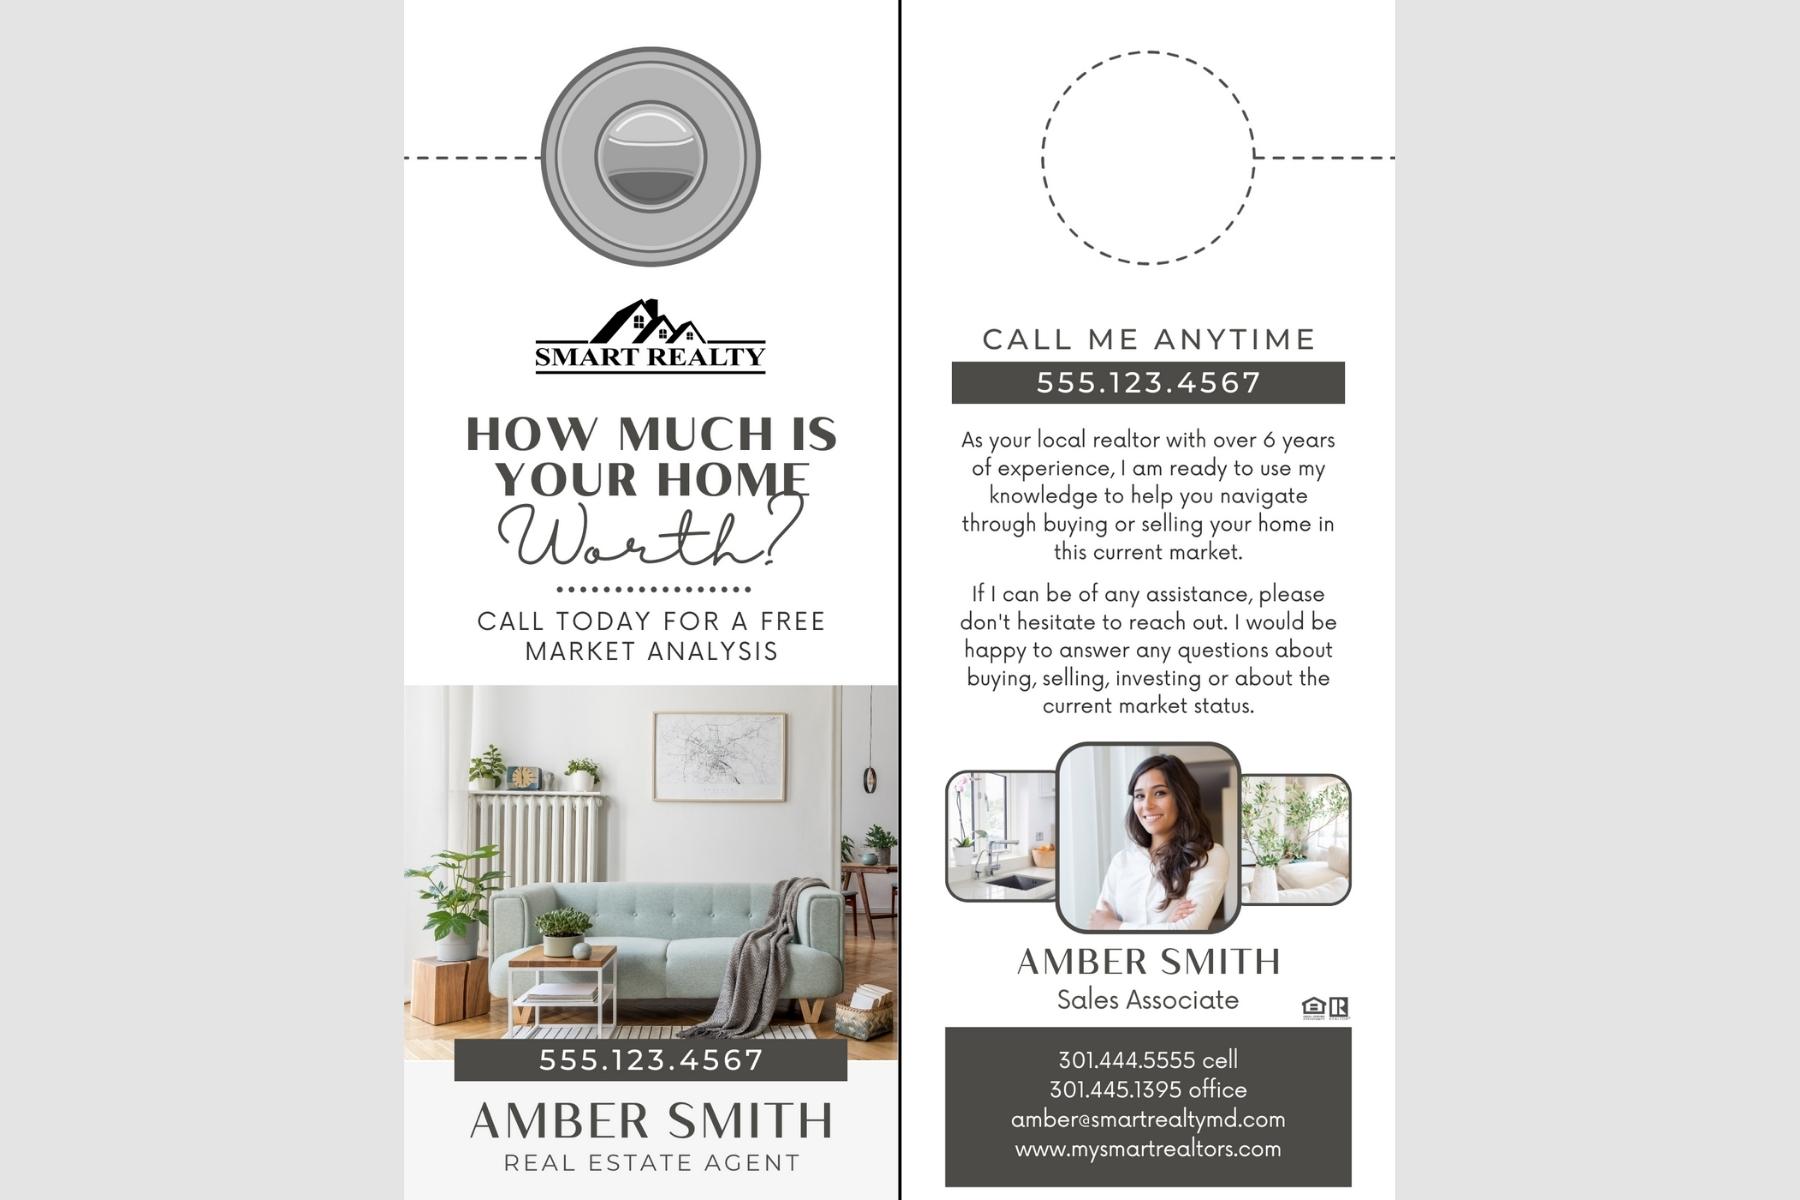 SMART REALTY
HOW MUCH IS
YOUR HOME
Worth?
CALL TODAY FOR A FREE
MARKET ANALYSIS
555.123.4567
AMBER SMITH
REAL ESTATE AGENT
CALL ME ANYTIME
555.123.4567
As your local realtor with over 6 years
of experience, I am ready to use my
knowledge to help you navigate
through buying or selling your home in
this current market.
If I can be of any assistance, please
don't hesitate to reach out. I would be
happy to answer any questions about
buying, selling, investing or about the
current market status.
AMBER SMITH
Sales Associate
301.444.5555 cell
301.445.1395 office
amber@smartrealtymd.com
www.mysmartrealtors.com